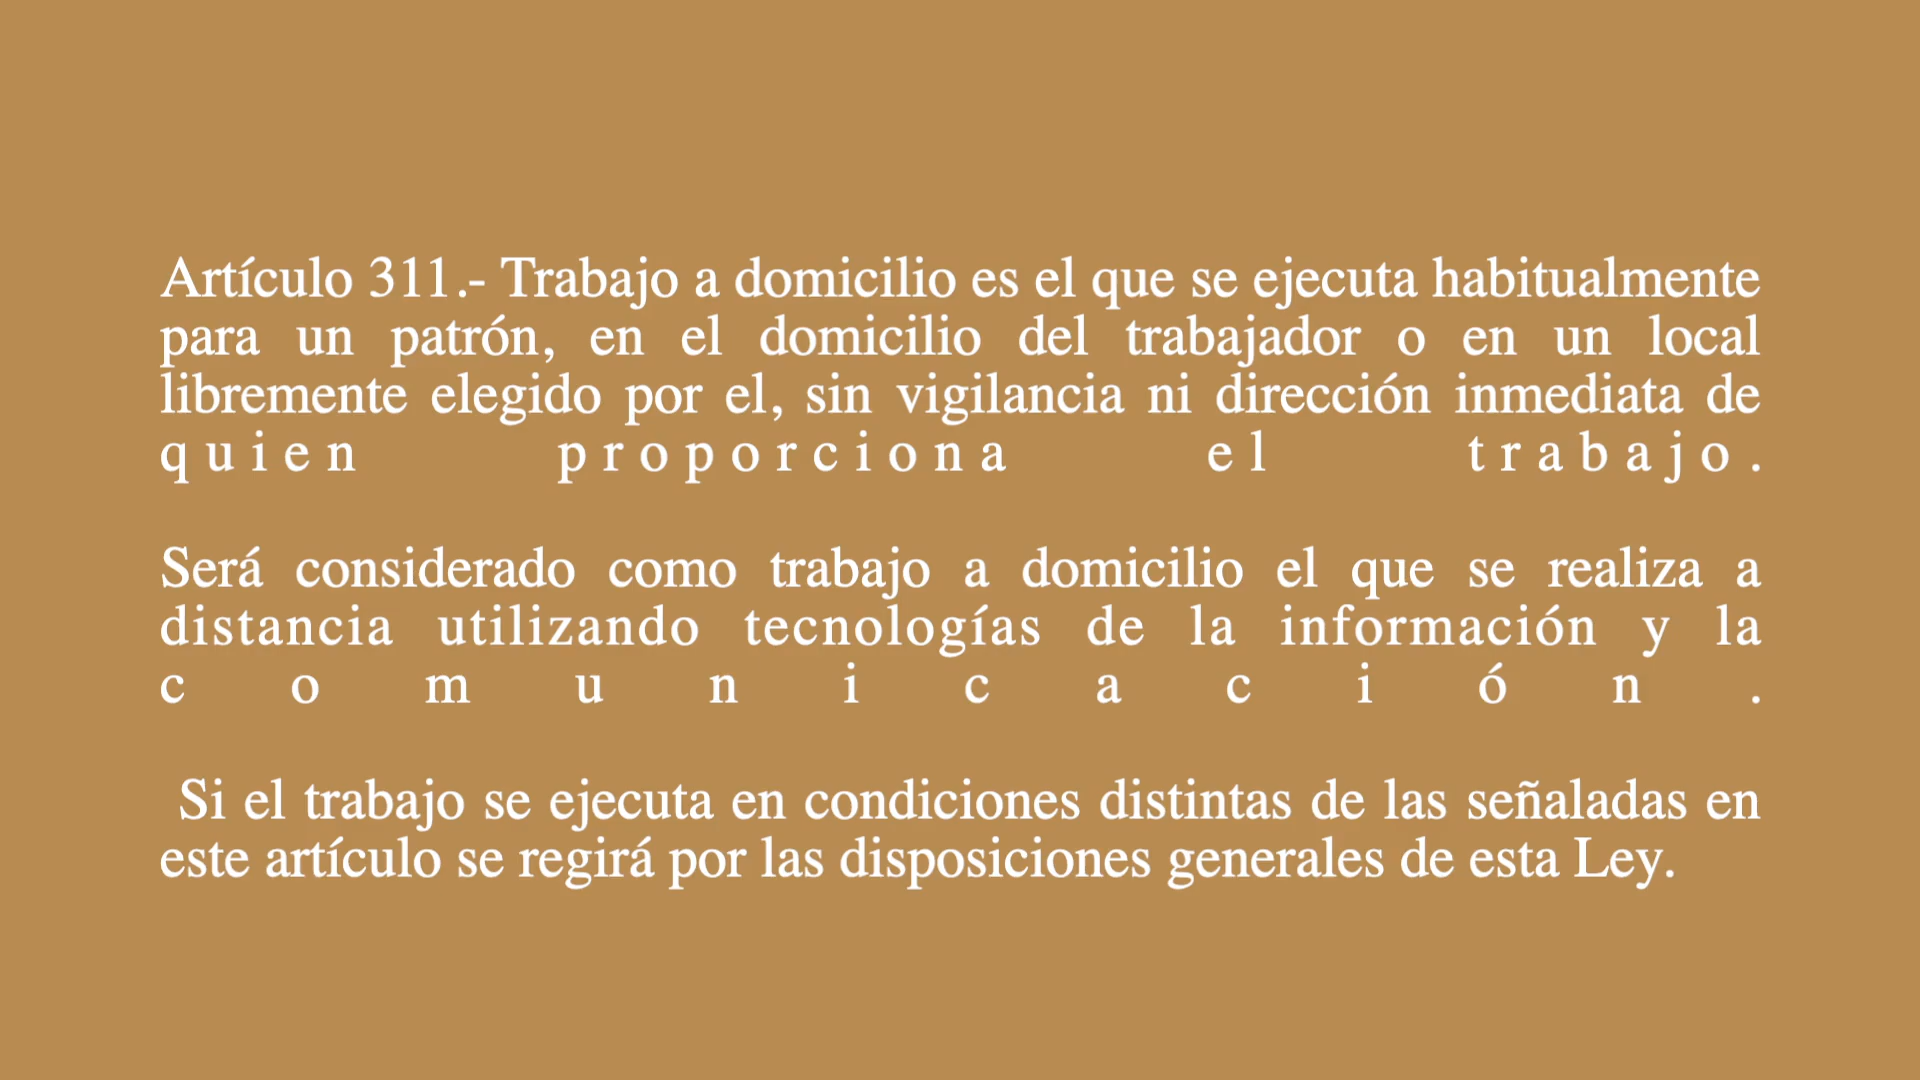 Artículo 311.- Trabajo a domicilio es el que se ejecuta habitualmente
para un patrón, en el domicilio del trabajador o en un local
libremente elegido por el, sin vigilancia ni dirección inmediata de
quien proporciona el trabajo.
Será considerado como trabajo a domicilio el que se realiza a
distancia utilizando tecnologías de la información y la
comunicación.
Si el trabajo se ejecuta en condiciones distintas de las señaladas en
este artículo se regirá por las disposiciones generales de esta Ley.